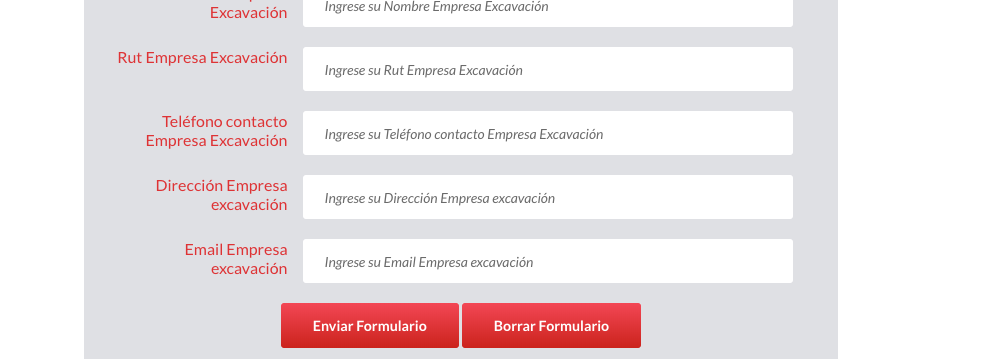 Excavación
Ingrese su Nombre Empresa Excavación
Rut Empresa Excavación
Ingrese su Rut Empresa Excavación
Teléfono contacto
Empresa Excavación
Ingrese su Teléfono contacto Empresa Excavación
Dirección Empresa
excavación
Ingrese su Dirección Empresa excavación
Email Empresa
excavación
Ingrese su Email Empresa excavación
Enviar Formulario
Borrar Formulario